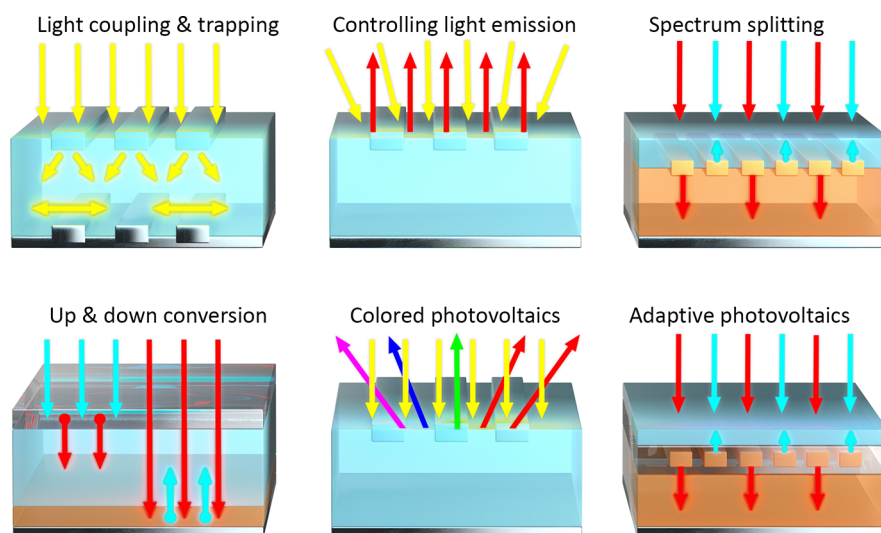 Light coupling & trapping
Controlling light emission
Spectrum splitting
Up & down conversion
Colored photovoltaics
Adaptive photovoltaics